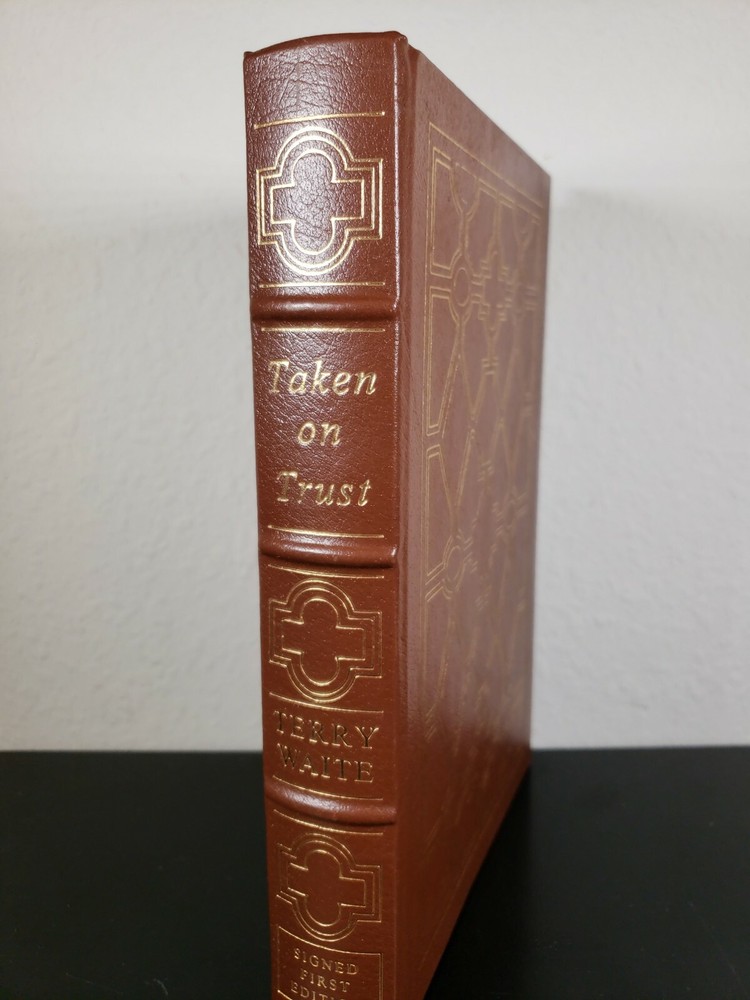 Taken
on
Trust
TERRY
WAITE
SIGNED
FIRST
EDITION